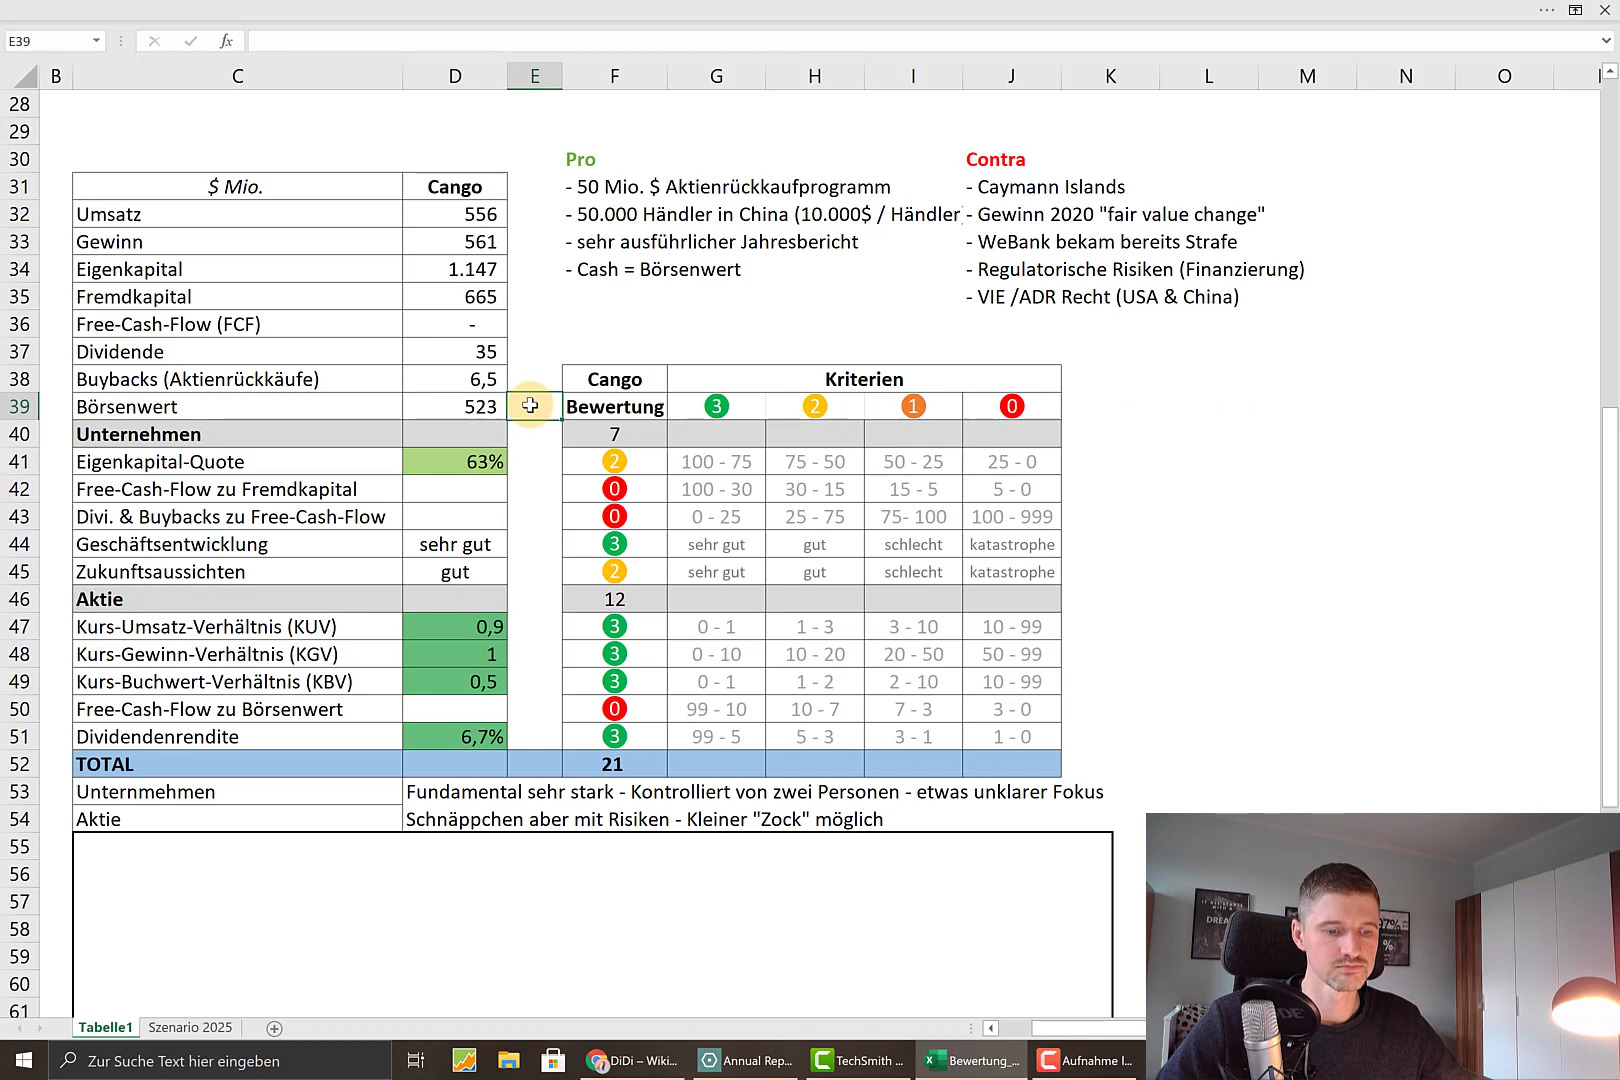 E39
fx
B C D E F G H I J K L M N O
28
29
30 Pro Contra
31 $ Mio. Cango - 50 Mio. $ Aktienrückkaufprogramm - Caymann Islands
32 Umsatz 556 - 50.000 Händler in China (10.000$ / Händler - Gewinn 2020 "fair value change"
33 Gewinn 561 - sehr ausführlicher Jahresbericht - WeBank bekam bereits Strafe
34 Eigenkapital 1.147 - Cash = Börsenwert - Regulatorische Risiken (Finanzierung)
35 Fremdkapital 665 - VIE /ADR Recht (USA & China)
36 Free-Cash-Flow (FCF) -
37 Dividende 35
38 Buybacks (Aktienrückkäufe) 6,5 Cango Kriterien
39 Börsenwert 523 Bewertung 3 2 1 0
40 Unternehmen 7
41 Eigenkapital-Quote 63% 2 100 - 75 75 - 50 50 - 25 25 - 0
42 Free-Cash-Flow zu Fremdkapital 0 100 - 30 30 - 15 15 - 5 5 - 0
43 Divi. & Buybacks zu Free-Cash-Flow 0 0 - 25 25 - 75 75- 100 100 - 999
44 Geschäftsentwicklung sehr gut 3 sehr gut gut schlecht katastrophe
45 Zukunftsaussichten gut 2 sehr gut gut schlecht katastrophe
46 Aktie 12
47 Kurs-Umsatz-Verhältnis (KUV) 0,9 3 0 - 1 1 - 3 3 - 10 10 - 99
48 Kurs-Gewinn-Verhältnis (KGV) 1 3 0 - 10 10 - 20 20 - 50 50 - 99
49 Kurs-Buchwert-Verhältnis (KBV) 0,5 3 0 - 1 1 - 2 2 - 10 10 - 99
50 Free-Cash-Flow zu Börsenwert 0 99 - 10 10 - 7 7 - 3 3 - 0
51 Dividendenrendite 6,7% 3 99 - 5 5 - 3 3 - 1 1 - 0
52 TOTAL 21
53 Unternmehmen Fundamental sehr stark - Kontrolliert von zwei Personen - etwas unklarer Fokus
54 Aktie Schnäppchen aber mit Risiken - Kleiner "Zock" möglich
55
56
57
58
59
60
61
DREA
%
Tabelle1 Szenario 2025
Zur Suche Text hier eingeben DiDi – Wiki... Annual Rep... TechSmith ... Bewertung_... Aufnahme l...